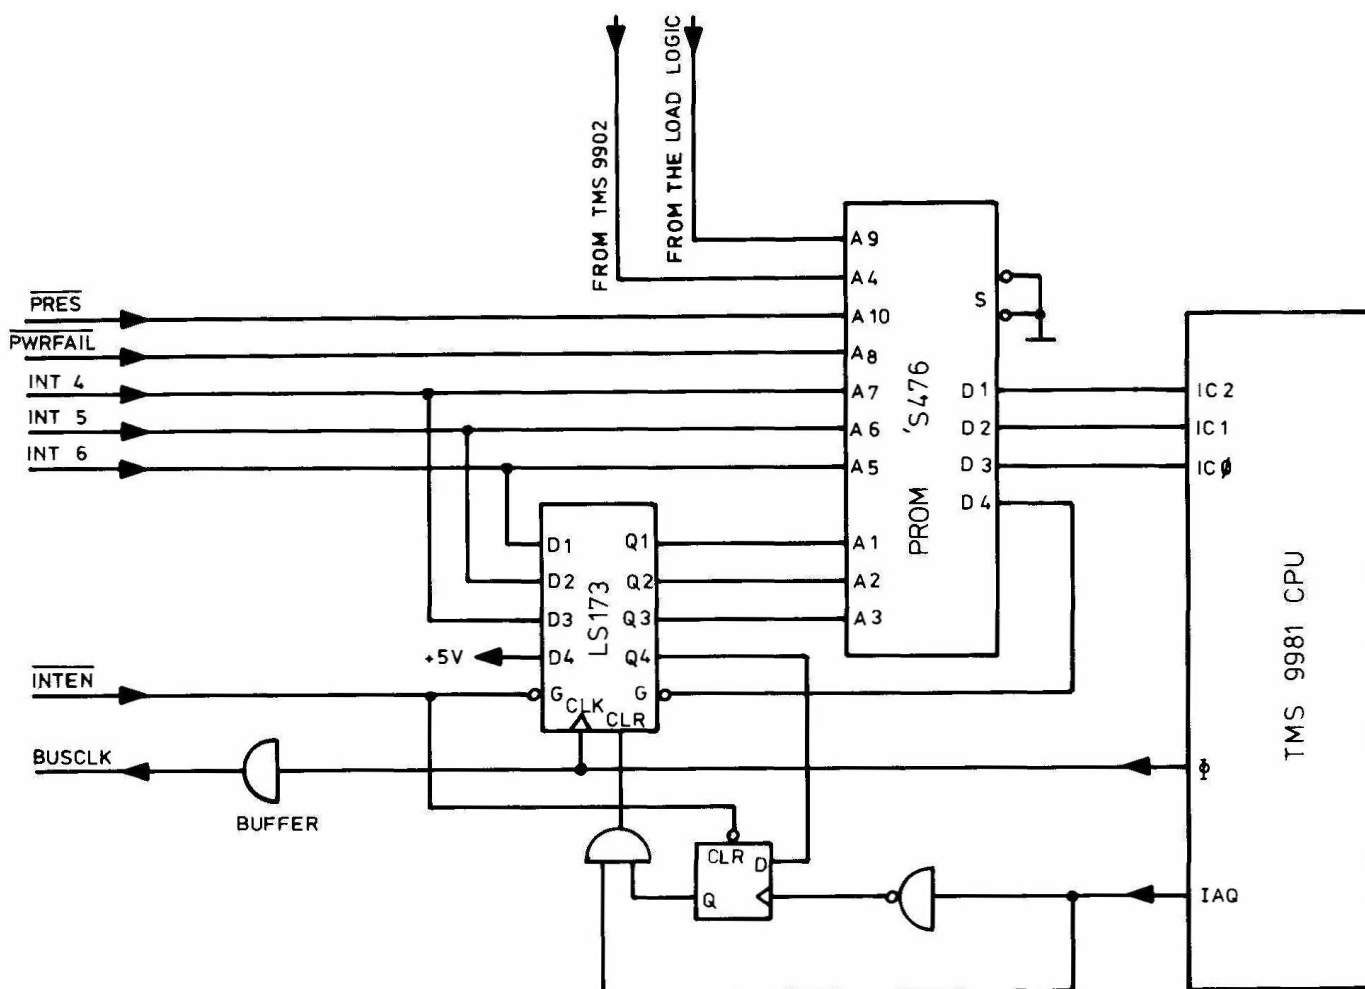 FROM TMS 9902
FROM THE LOAD LOGIC
PRES
PWRFAIL
INT 4
INT 5
INT 6
INTEN
BUSCLK
BUFFER
+5V
A9
A4
A10
A8
A7
A6
A5
A1
A2
A3
PROM 'S476
S
D1
D2
D3
D4
D1
D2
D3
D4
G
CLK
CLR
LS173
Q1
Q2
Q3
Q4
G
CLR
D
Q
IC2
IC1
ICØ
TMS 9981 CPU
Φ
IAQ